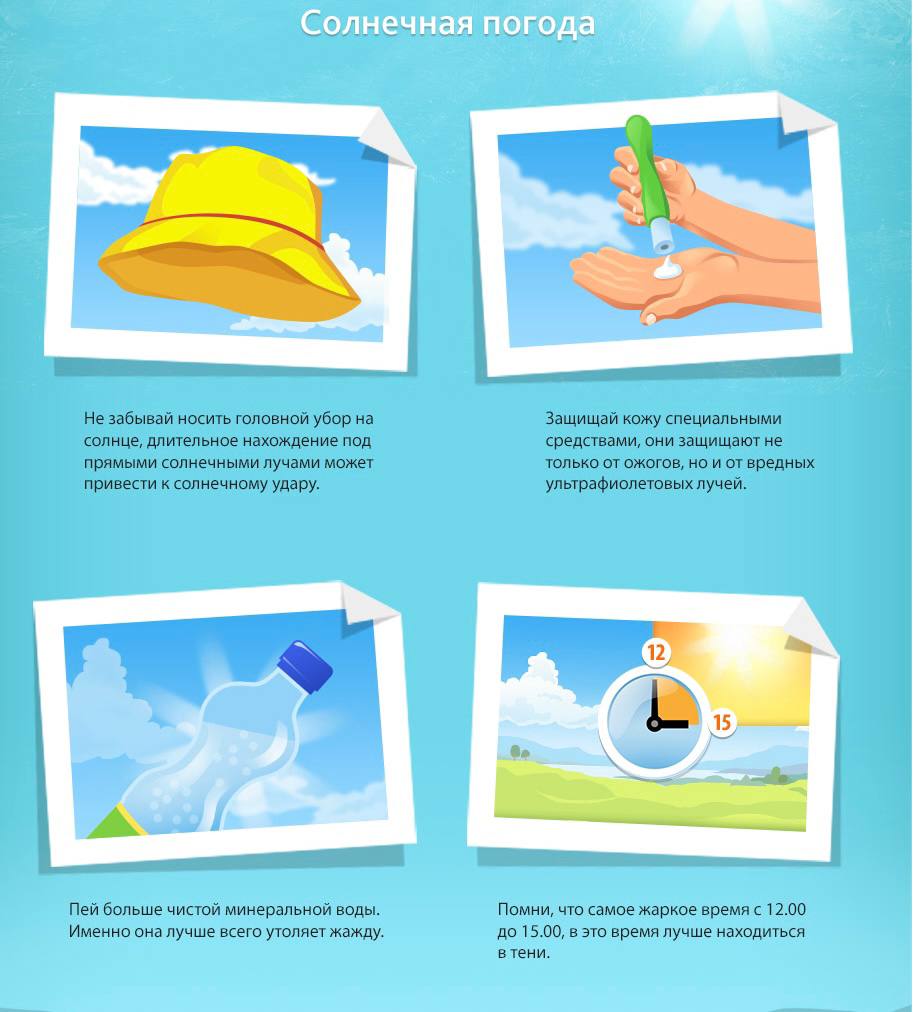 Солнечная погода
Не забывай носить головной убор на
солнце, длительное нахождение под
прямыми солнечными лучами может
привести к солнечному удару.
Защищай кожу специальными
средствами, они защищают не
только от ожогов, но и от вредных
ультрафиолетовых лучей.
12
15
Пей больше чистой минеральной воды.
Именно она лучше всего утоляет жажду.
Помни, что самое жаркое время с 12.00
до 15.00, в это время лучше находиться
в тени.